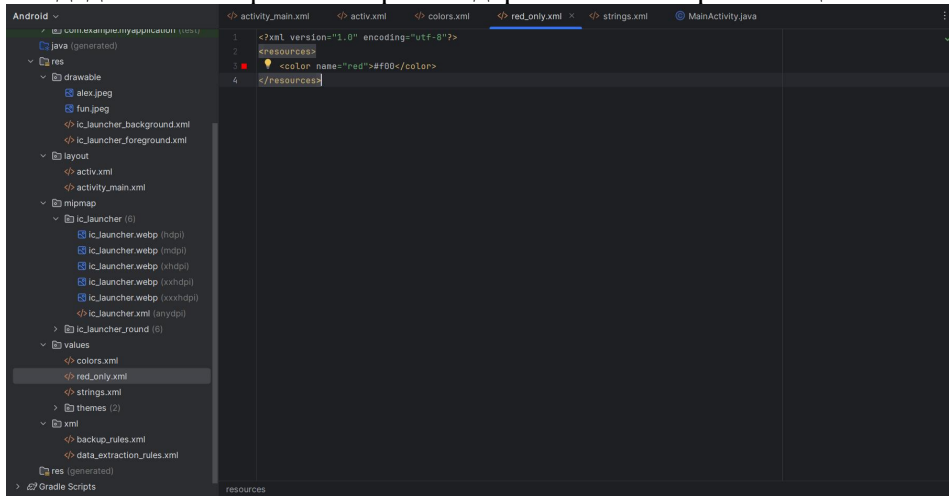 Android
activity_main.xml
activ.xml
colors.xml
red_only.xml
strings.xml
MainActivity.java
com.example.myapplication (test)
java (generated)
res
drawable
alex.jpeg
fun.jpeg
ic_launcher_background.xml
ic_launcher_foreground.xml
layout
activ.xml
activity_main.xml
mipmap
ic_launcher (6)
ic_launcher.webp (hdpi)
ic_launcher.webp (mdpi)
ic_launcher.webp (xhdpi)
ic_launcher.webp (xxhdpi)
ic_launcher.webp (xxxhdpi)
ic_launcher.xml (anydpi)
ic_launcher_round (6)
values
colors.xml
red_only.xml
strings.xml
themes (2)
xml
backup_rules.xml
data_extraction_rules.xml
res (generated)
Gradle Scripts
1 <?xml version="1.0" encoding="utf-8"?>
2 <resources>
3 <color name="red">#f00</color>
4 </resources>
resources